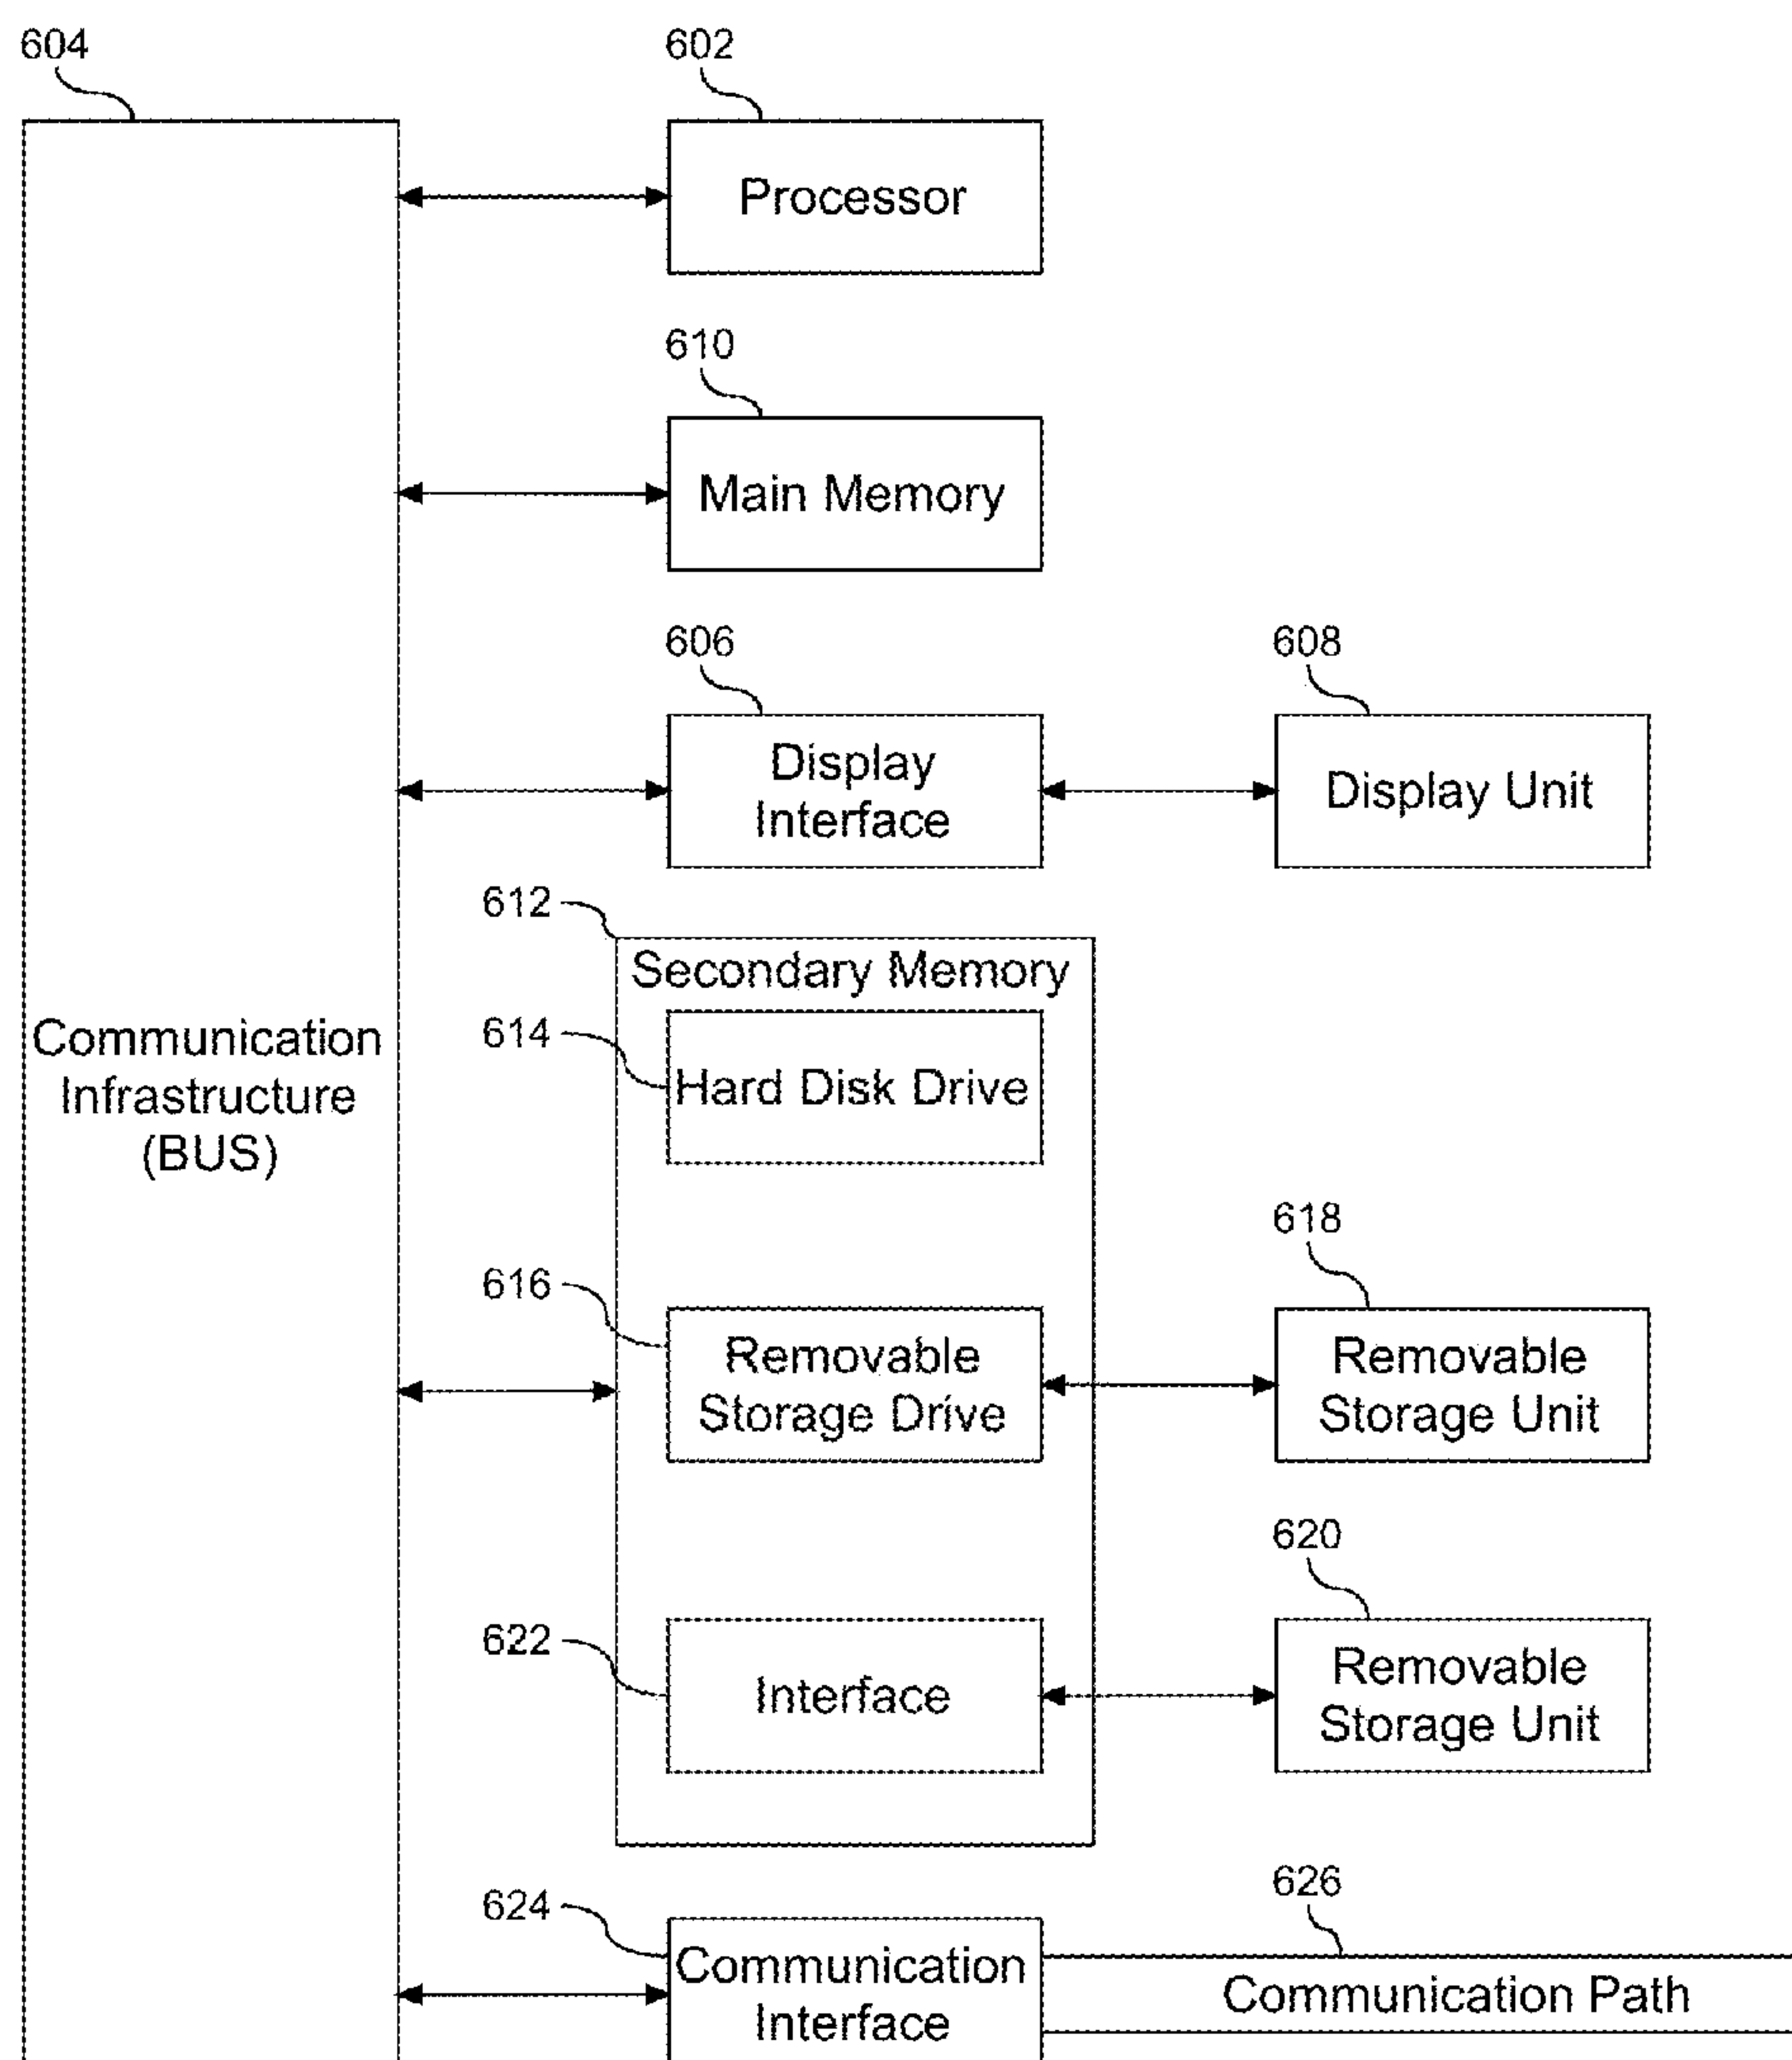 604
602
Processor
610
Main Memory
606
608
Display
Interface
Display Unit
612
Secondary Memory
614
Hard Disk Drive
Communication
Infrastructure
(BUS)
616
618
Removable
Storage Drive
Removable
Storage Unit
620
622
Interface
Removable
Storage Unit
624
626
Communication
Interface
Communication Path